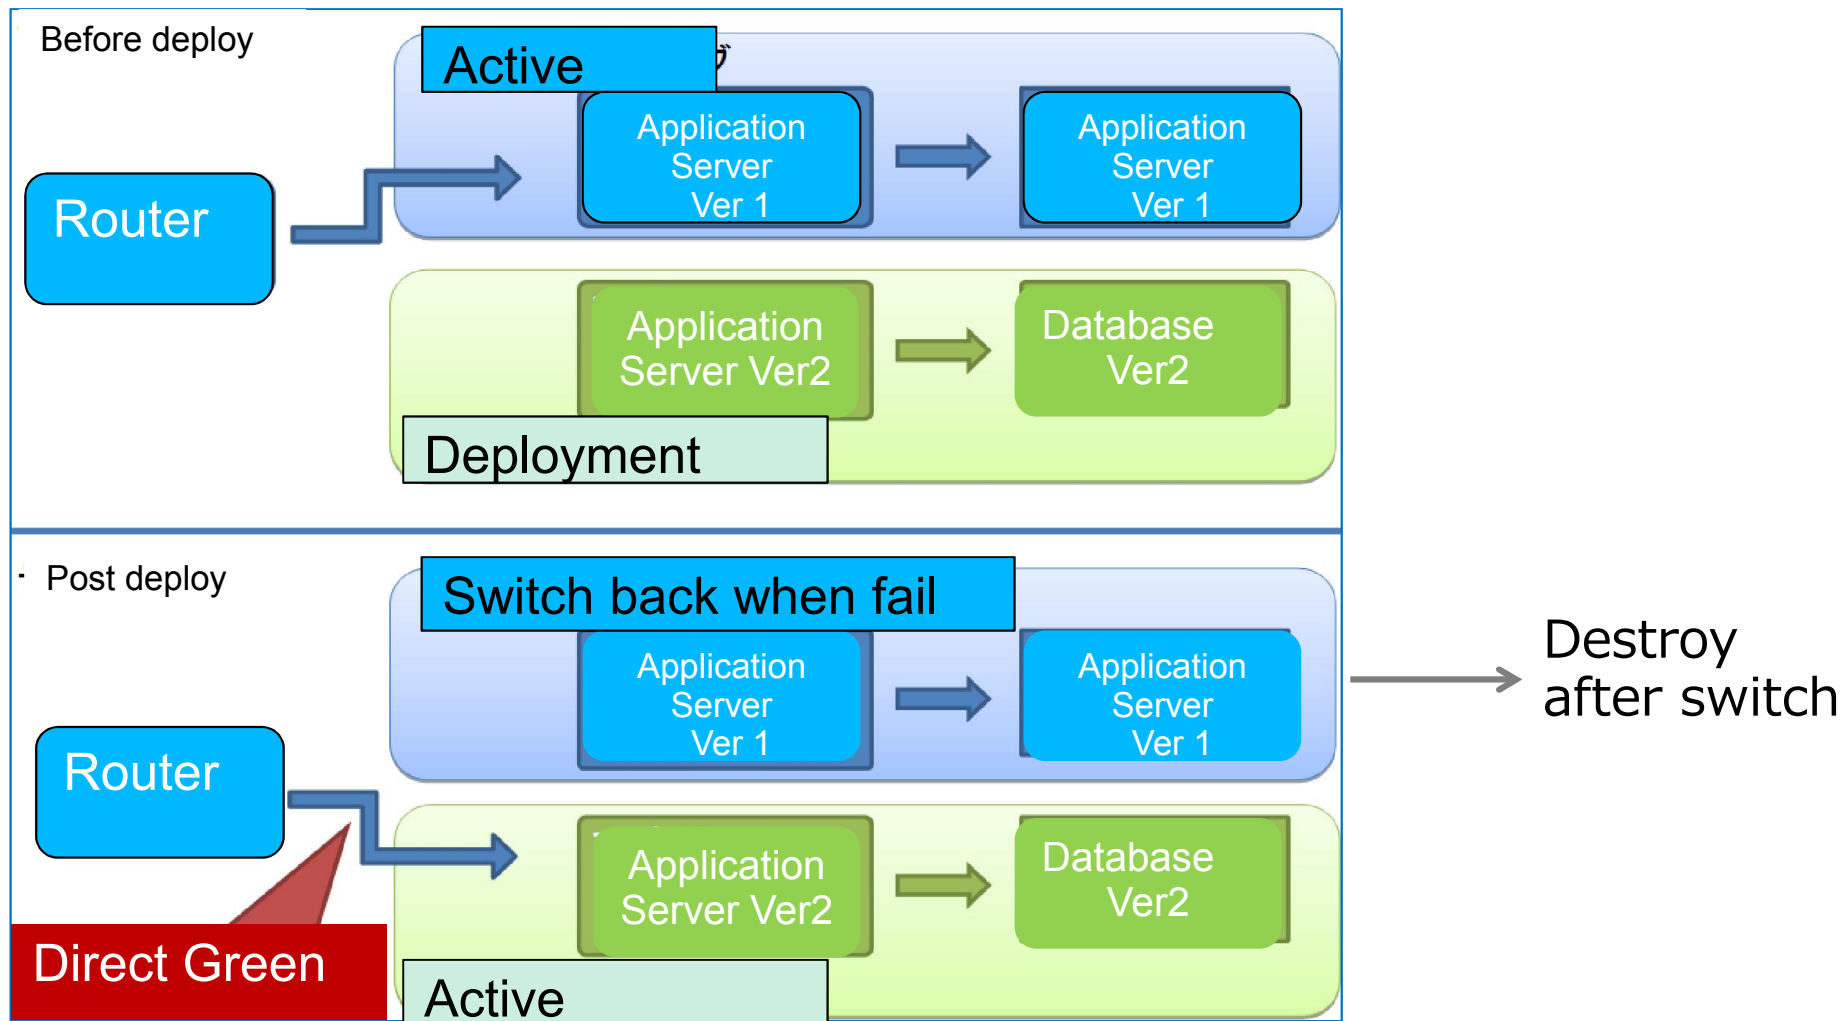 Before deploy
Active
ブ
Router
Application
Server
Ver 1
Application
Server
Ver 1
Application
Server Ver2
Database
Ver2
Deployment
Post deploy
Switch back when fail
Application
Server
Ver 1
Application
Server
Ver 1
Destroy
after switch
Router
Application
Server Ver2
Database
Ver2
Direct Green
Active